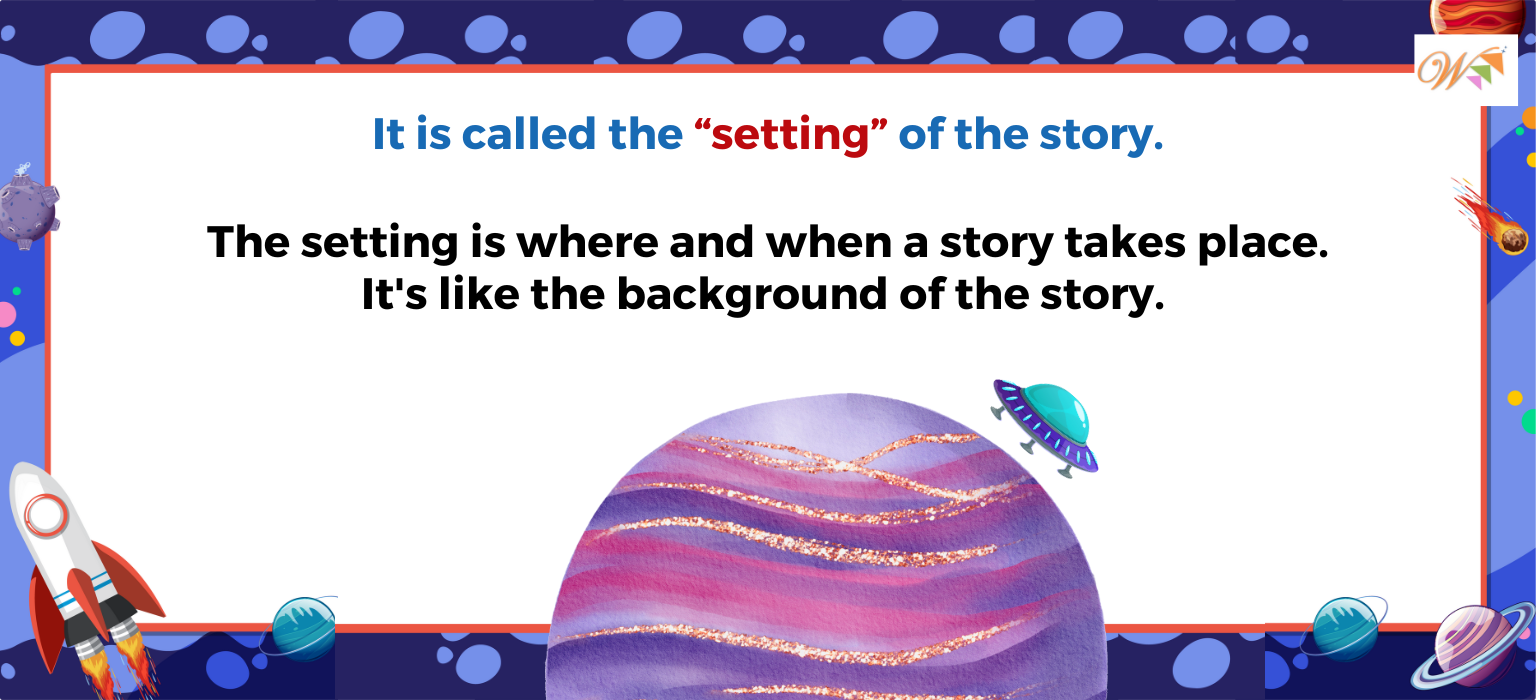 It is called the “setting” of the story.
The setting is where and when a story takes place.
It's like the background of the story.
W